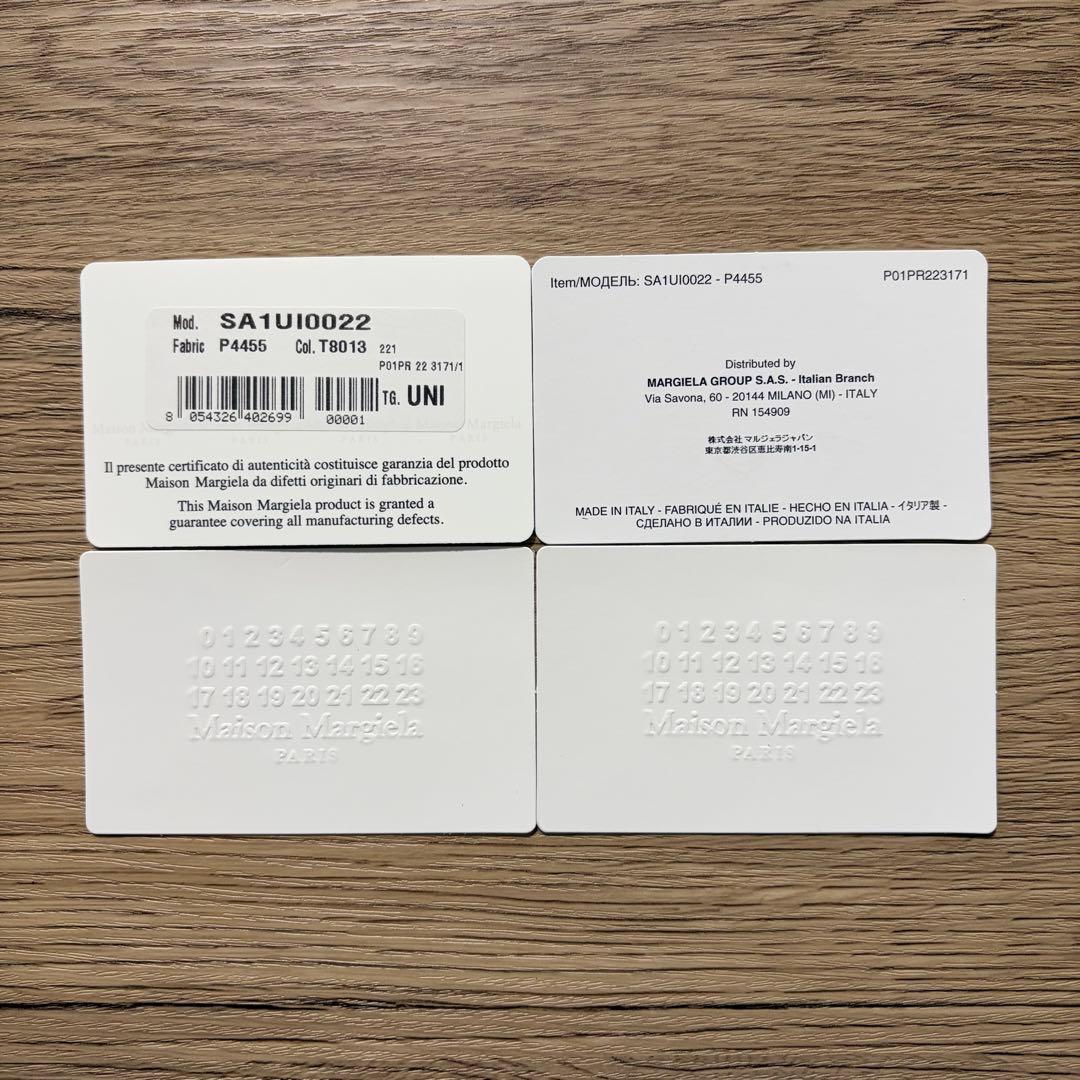 Mod. SA1UI0022
Fabric P4455 Col. T8013 221
P01PR 22 3171/1
TG. UNI
8 054326 402699 00001
Maison Margiela
PARIS
Il presente certificato di autenticità costituisce garanzia del prodotto
Maison Margiela da difetti originari di fabbricazione.
This Maison Margiela product is granted a
guarantee covering all manufacturing defects.
Item/МОДЕЛЬ: SA1UI0022 - P4455 P01PR223171
Distributed by
MARGIELA GROUP S.A.S. - Italian Branch
Via Savona, 60 - 20144 MILANO (MI) - ITALY
RN 154909
株式会社 マルジェラジャパン
東京都渋谷区恵比寿南1-15-1
MADE IN ITALY - FABRIQUÉ EN ITALIE - HECHO EN ITALIA - イタリア製 -
СДЕЛАНО В ИТАЛИИ - PRODUZIDO NA ITALIA
0 1 2 3 4 5 6 7 8 9
10 11 12 13 14 15 16
17 18 19 20 21 22 23
Maison Margiela
PARIS
0 1 2 3 4 5 6 7 8 9
10 11 12 13 14 15 16
17 18 19 20 21 22 23
Maison Margiela
PARIS